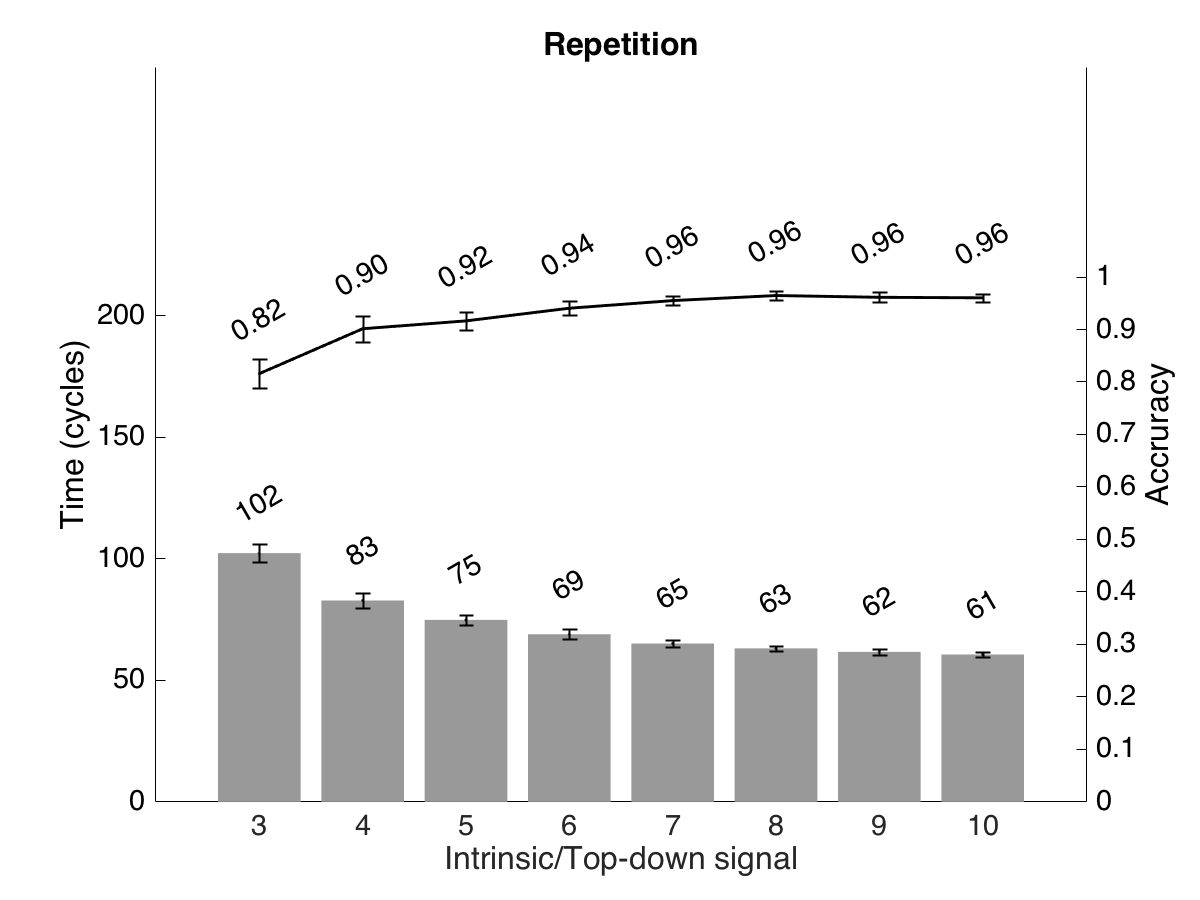 Repetition
0.82 0.90 0.92 0.94 0.96 0.96 0.96 0.96
102 83 75 69 65 63 62 61
Time (cycles)
200
150
100
50
0
Accruracy
1
0.9
0.8
0.7
0.6
0.5
0.4
0.3
0.2
0.1
0
3 4 5 6 7 8 9 10
Intrinsic/Top-down signal